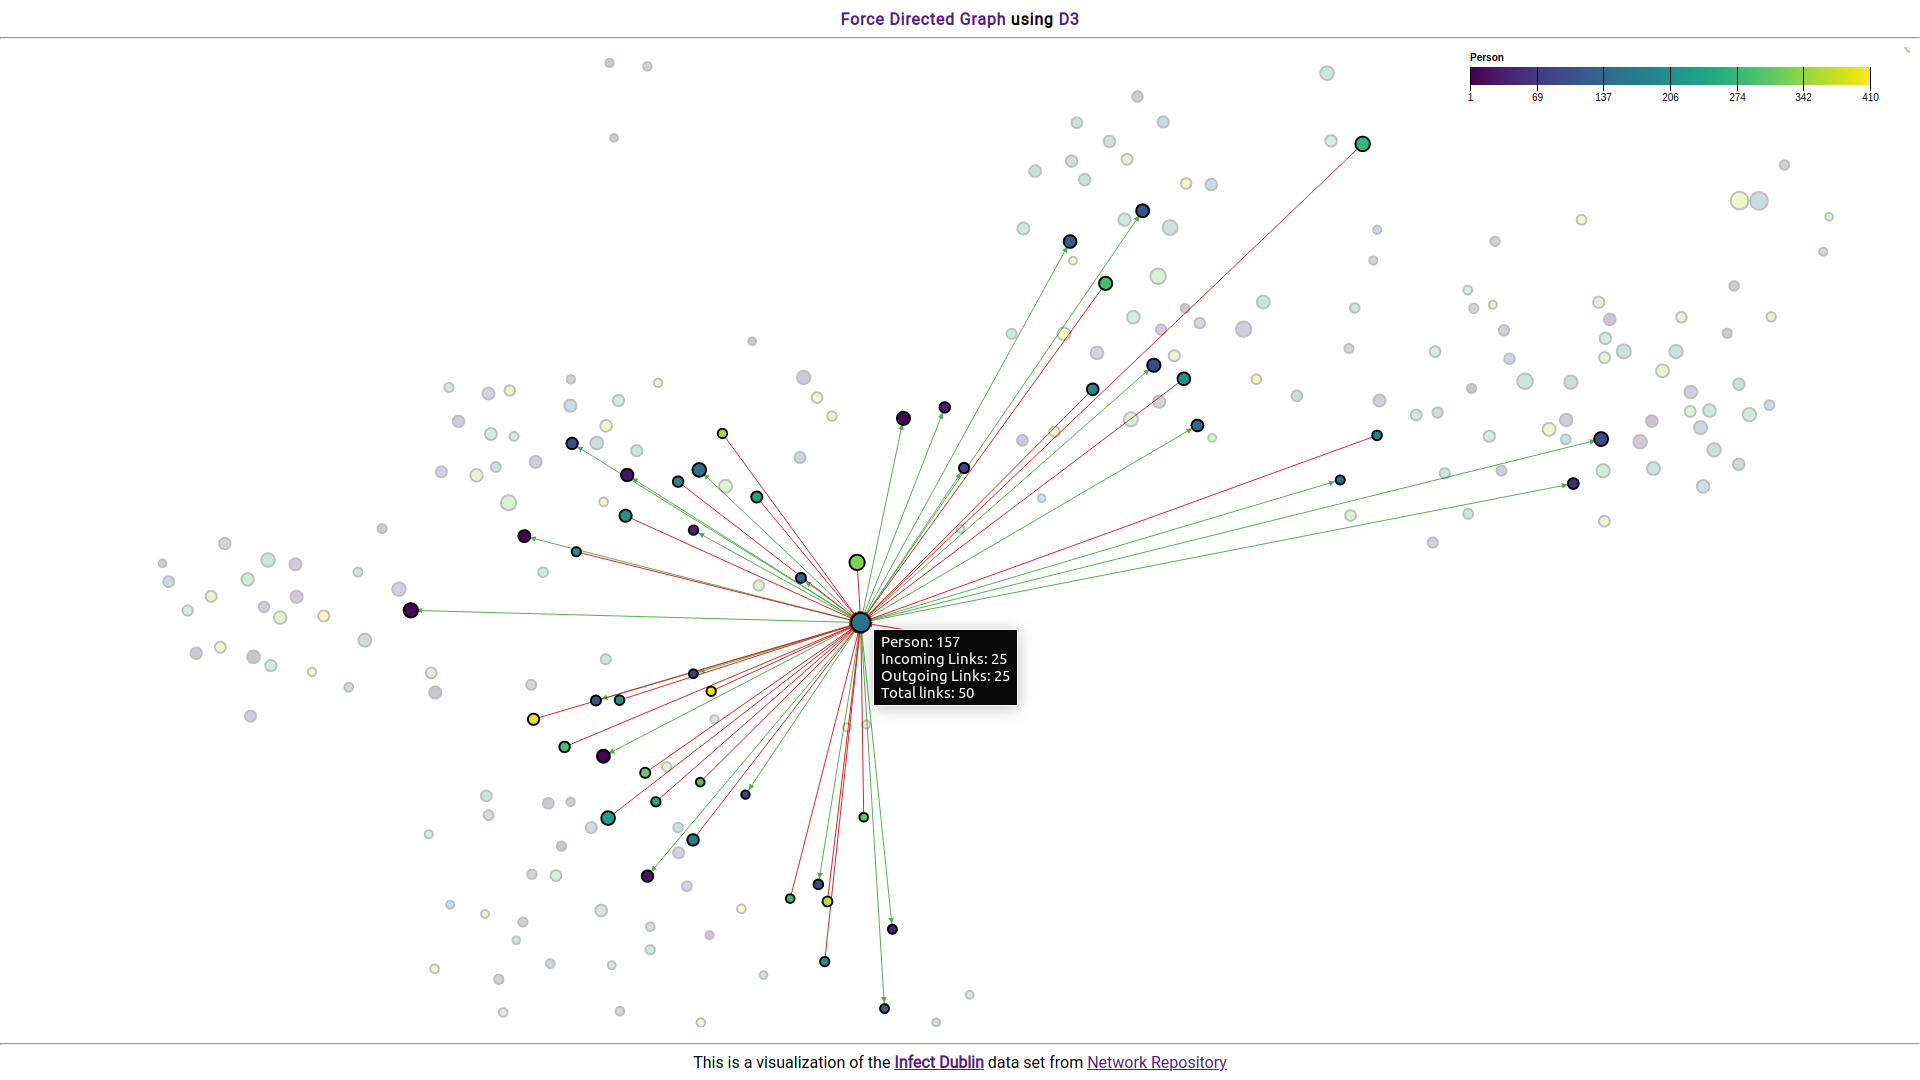 Force Directed Graph using D3
Person
1 69 137 206 274 342 410
Person: 157
Incoming Links: 25
Outgoing Links: 25
Total links: 50
This is a visualization of the Infect Dublin data set from Network Repository